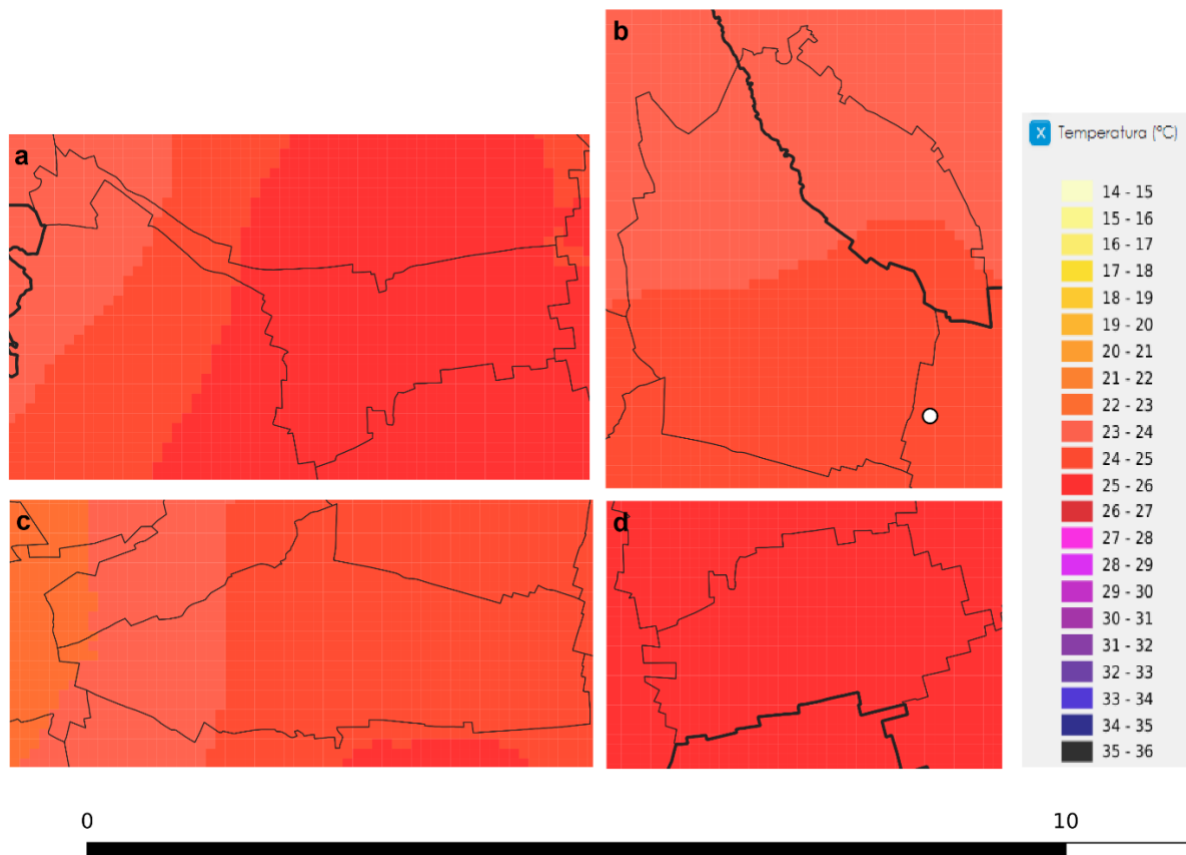 a
b
X Temperatura (ºC)
14 - 15
15 - 16
16 - 17
17 - 18
18 - 19
19 - 20
20 - 21
21 - 22
22 - 23
23 - 24
24 - 25
25 - 26
26 - 27
27 - 28
28 - 29
29 - 30
30 - 31
31 - 32
32 - 33
33 - 34
34 - 35
35 - 36
c
d
0
10